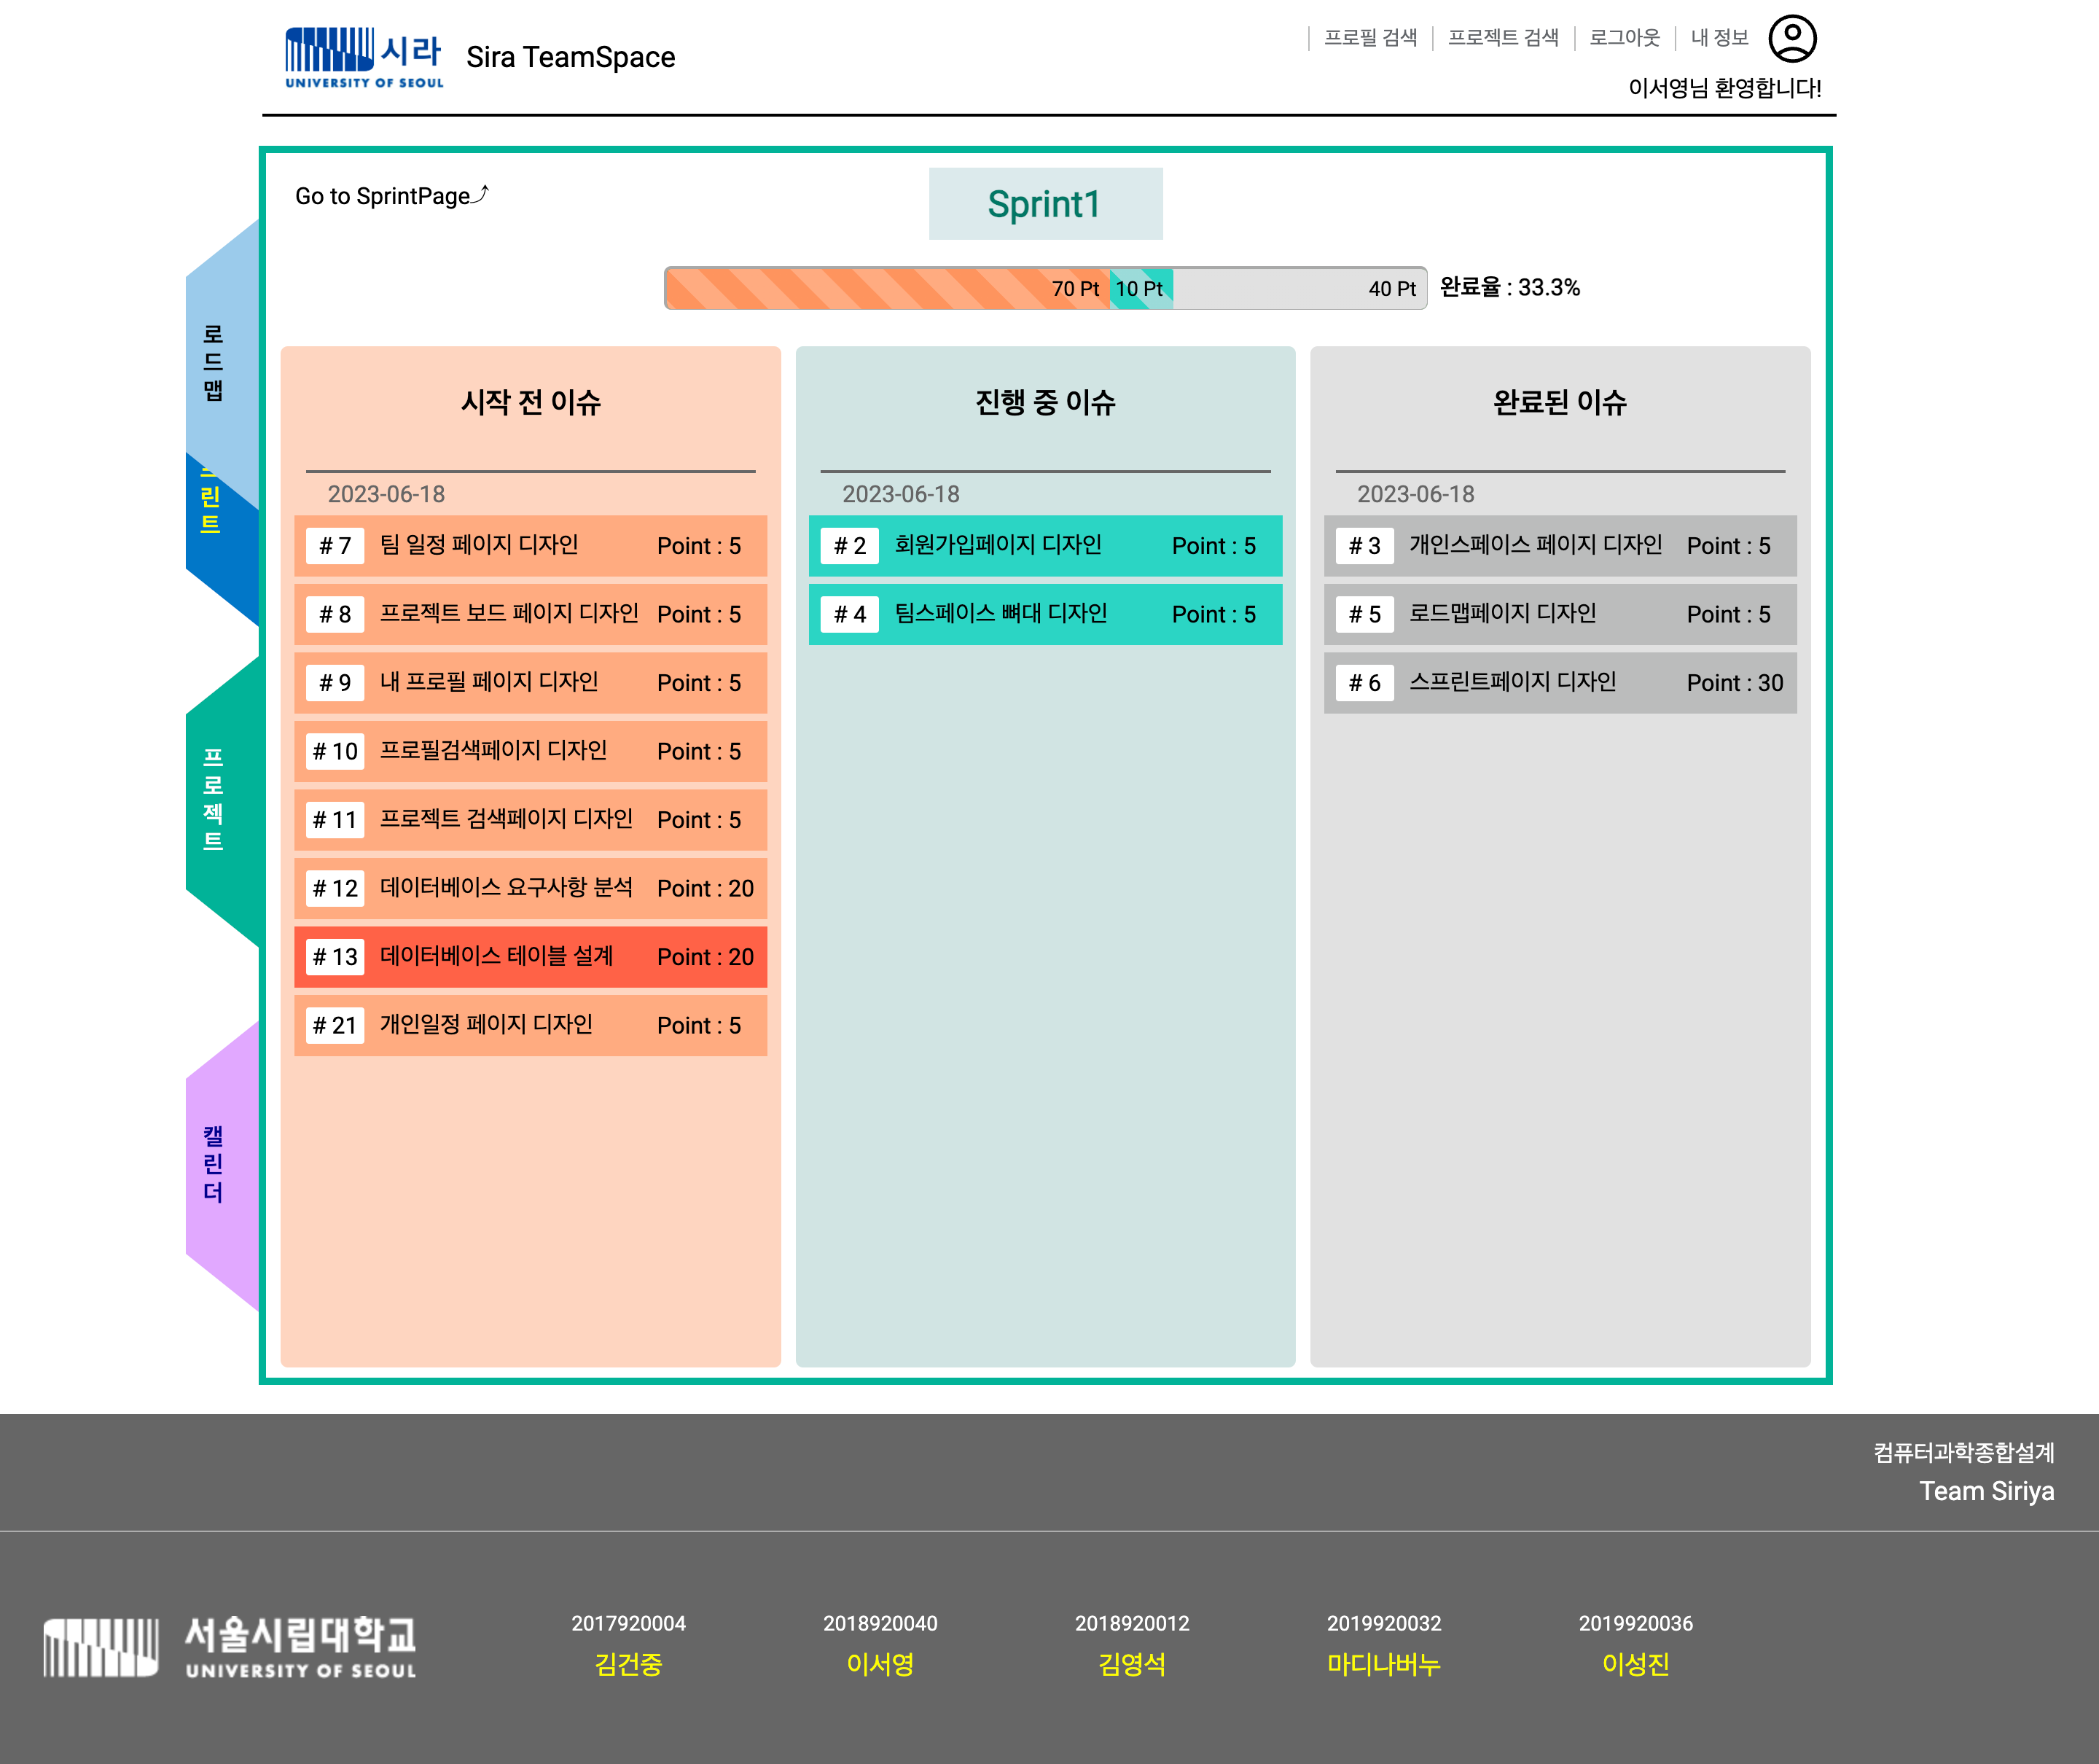 시라
UNIVERSITY OF SEOUL
Sira TeamSpace
프로필 검색
프로젝트 검색
로그아웃
내 정보
이서영님 환영합니다!
Go to SprintPage⤴
Sprint1
70 Pt
10 Pt
40 Pt
완료율 : 33.3%
로드맵
린트
프로젝트
캘린더
시작 전 이슈
2023-06-18
# 7 팀 일정 페이지 디자인 Point : 5
# 8 프로젝트 보드 페이지 디자인 Point : 5
# 9 내 프로필 페이지 디자인 Point : 5
# 10 프로필검색페이지 디자인 Point : 5
# 11 프로젝트 검색페이지 디자인 Point : 5
# 12 데이터베이스 요구사항 분석 Point : 20
# 13 데이터베이스 테이블 설계 Point : 20
# 21 개인일정 페이지 디자인 Point : 5
진행 중 이슈
2023-06-18
# 2 회원가입페이지 디자인 Point : 5
# 4 팀스페이스 뼈대 디자인 Point : 5
완료된 이슈
2023-06-18
# 3 개인스페이스 페이지 디자인 Point : 5
# 5 로드맵페이지 디자인 Point : 5
# 6 스프린트페이지 디자인 Point : 30
컴퓨터과학종합설계
Team Siriya
서울시립대학교
UNIVERSITY OF SEOUL
2017920004
김건중
2018920040
이서영
2018920012
김영석
2019920032
마디나버누
2019920036
이성진